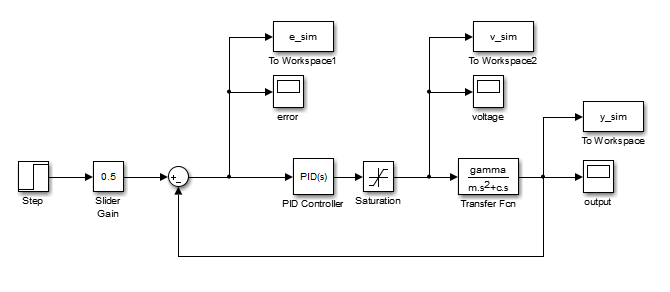 e_sim
To Workspace1
v_sim
To Workspace2
error
voltage
y_sim
To Workspace
0.5
+
−
PID(s)
gamma
m.s2+c.s
Step
Slider
Gain
PID Controller
Saturation
Transfer Fcn
output